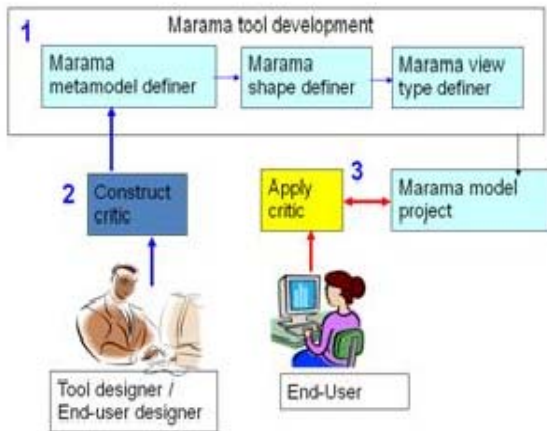 1
Marama tool development
Marama
metamodel definer
Marama
shape definer
Marama view
type definer
2
Construct
critic
Apply
critic
3
Marama model
project
Tool designer /
End-user designer
End-User